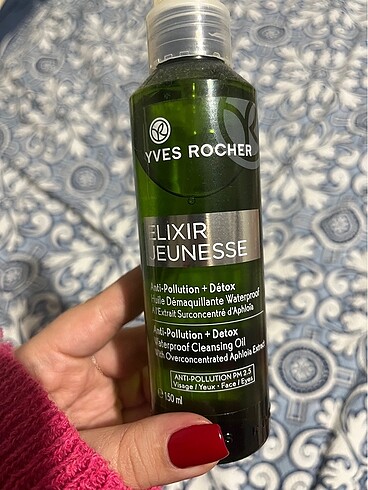 YVES ROCHER
ELIXIR
JEUNESSE
Anti-Pollution + Détox
Huile Démaquillante Waterproof
À l'Extrait Surconcentré d'Aphloïa
Anti-Pollution + Detox
Waterproof Cleansing Oil
With Overconcentrated Aphloia Extract
ANTI-POLLUTION PM 2.5
Visage / Yeux - Face / Eyes
150 ml